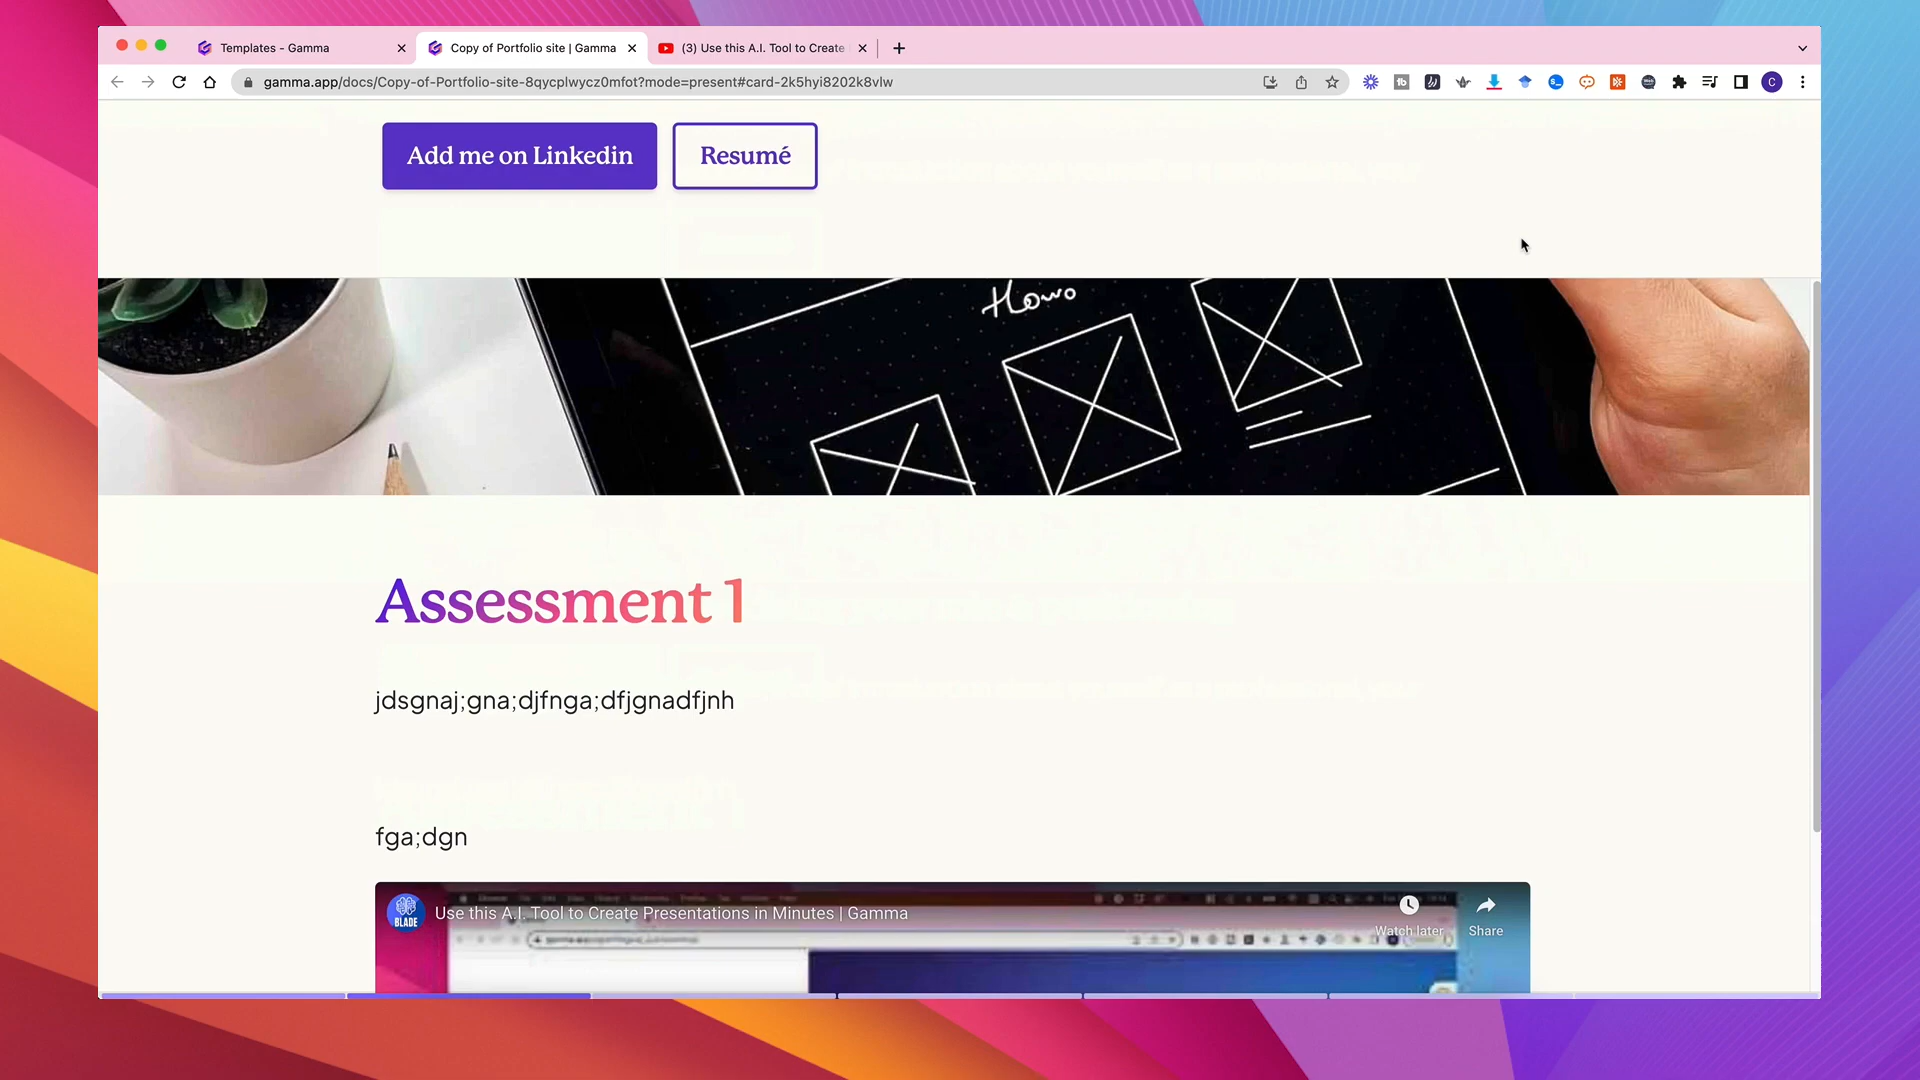 Templates - Gamma
Copy of Portfolio site | Gamma
(3) Use this A.I. Tool to Create
gamma.app/docs/Copy-of-Portfolio-site-8qycplwycz0mfot?mode=present#card-2k5hyi8202k8vlw
C
Add me on Linkedin
Resumé
Home
Assessment 1
jdsgnaj;gna;djfnga;dfjgnadfjnh
fga;dgn
BLADE
Use this A.I. Tool to Create Presentations in Minutes | Gamma
Watch later
Share